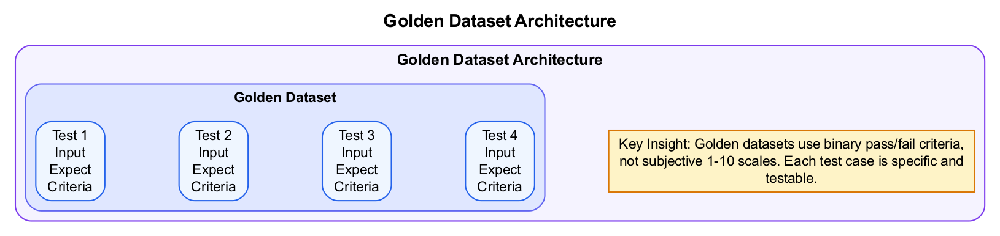 Golden Dataset Architecture
Golden Dataset Architecture
Golden Dataset
Test 1
Input
Expect
Criteria
Test 2
Input
Expect
Criteria
Test 3
Input
Expect
Criteria
Test 4
Input
Expect
Criteria
Key Insight: Golden datasets use binary pass/fail criteria,
not subjective 1-10 scales. Each test case is specific and
testable.